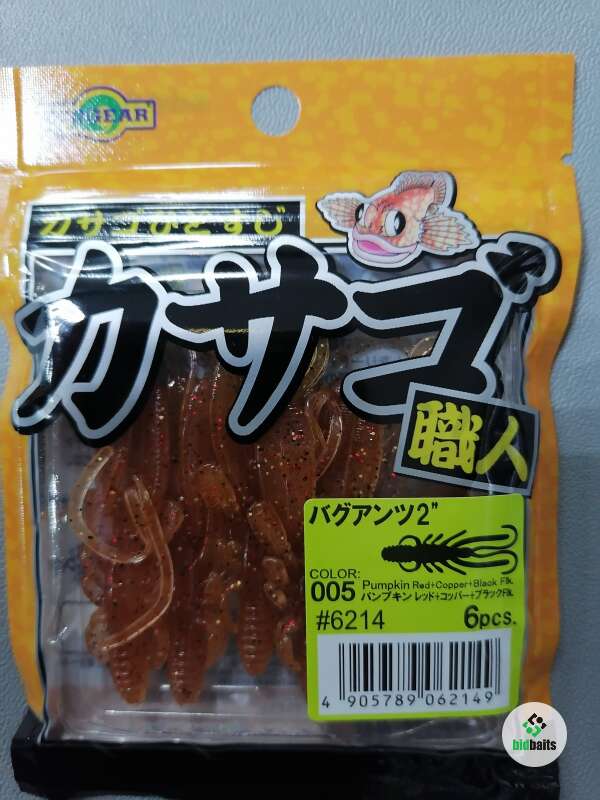 GEAR
カサゴひとすじ
カサゴ
職人
バグアンツ2"
COLOR:
005 Pumpkin Red+Copper+Black Flk.
パンプキン レッド+コッパー+ブラックFlk.
#6214 6pcs.
4 905789 062149
bidbaits